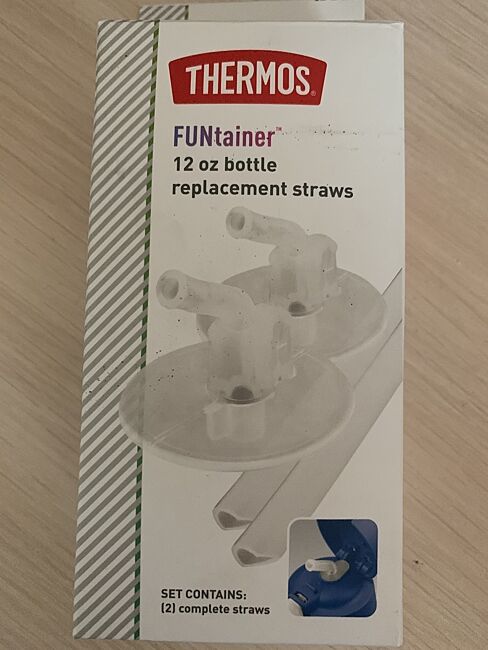 THERMOS®
FUNtainer™
12 oz bottle
replacement straws
SET CONTAINS:
(2) complete straws